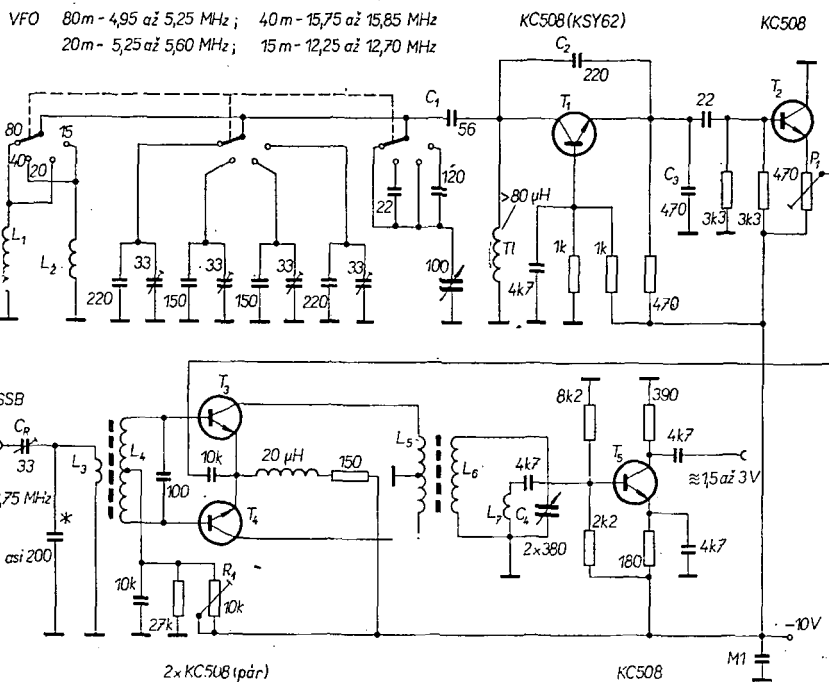 VFO 80m - 4,95 až 5,25 MHz ; 40m - 15,75 až 15,85 MHz
20m - 5,25 až 5,60 MHz ; 15m - 12,25 až 12,70 MHz
KC508 (KSY62)
KC508
C2
220
C1
56
T1
22
T2
80
15
40
20
22
120
C3
470
3k3
3k3
470
P1
>80 µH
Tl
L1
L2
220
33
150
33
150
33
220
33
100
4k7
1k
1k
470
SSB
CR
33
L3
L4
,75 MHz
*
asi 200
100
T3
10k
T4
20 µH
150
L5
L6
L7
C4
4k7
2x380
8k2
390
T5
4k7
≈ 1,5 až 3 V
2k2
180
4k7
10k
27k
R1
10k
-10V
M1
2x KC508 (pár)
KC508